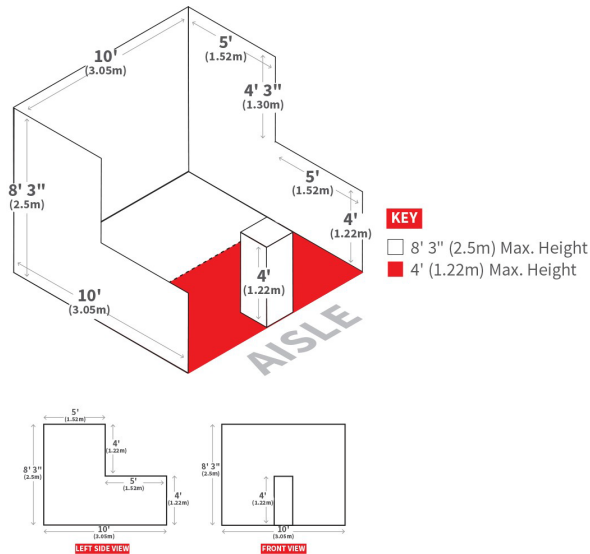 10'
(3.05m)
5'
(1.52m)
4' 3"
(1.30m)
8' 3"
(2.5m)
5'
(1.52m)
4'
(1.22m)
KEY
8' 3" (2.5m) Max. Height
4' (1.22m) Max. Height
4'
(1.22m)
10'
(3.05m)
AISLE
5'
(1.52m)
4'
(1.22m)
8' 3"
(2.5m)
5'
(1.52m)
4'
(1.22m)
10'
(3.05m)
LEFT SIDE VIEW
8' 3"
(2.5m)
4'
(1.22m)
10'
(3.05m)
FRONT VIEW